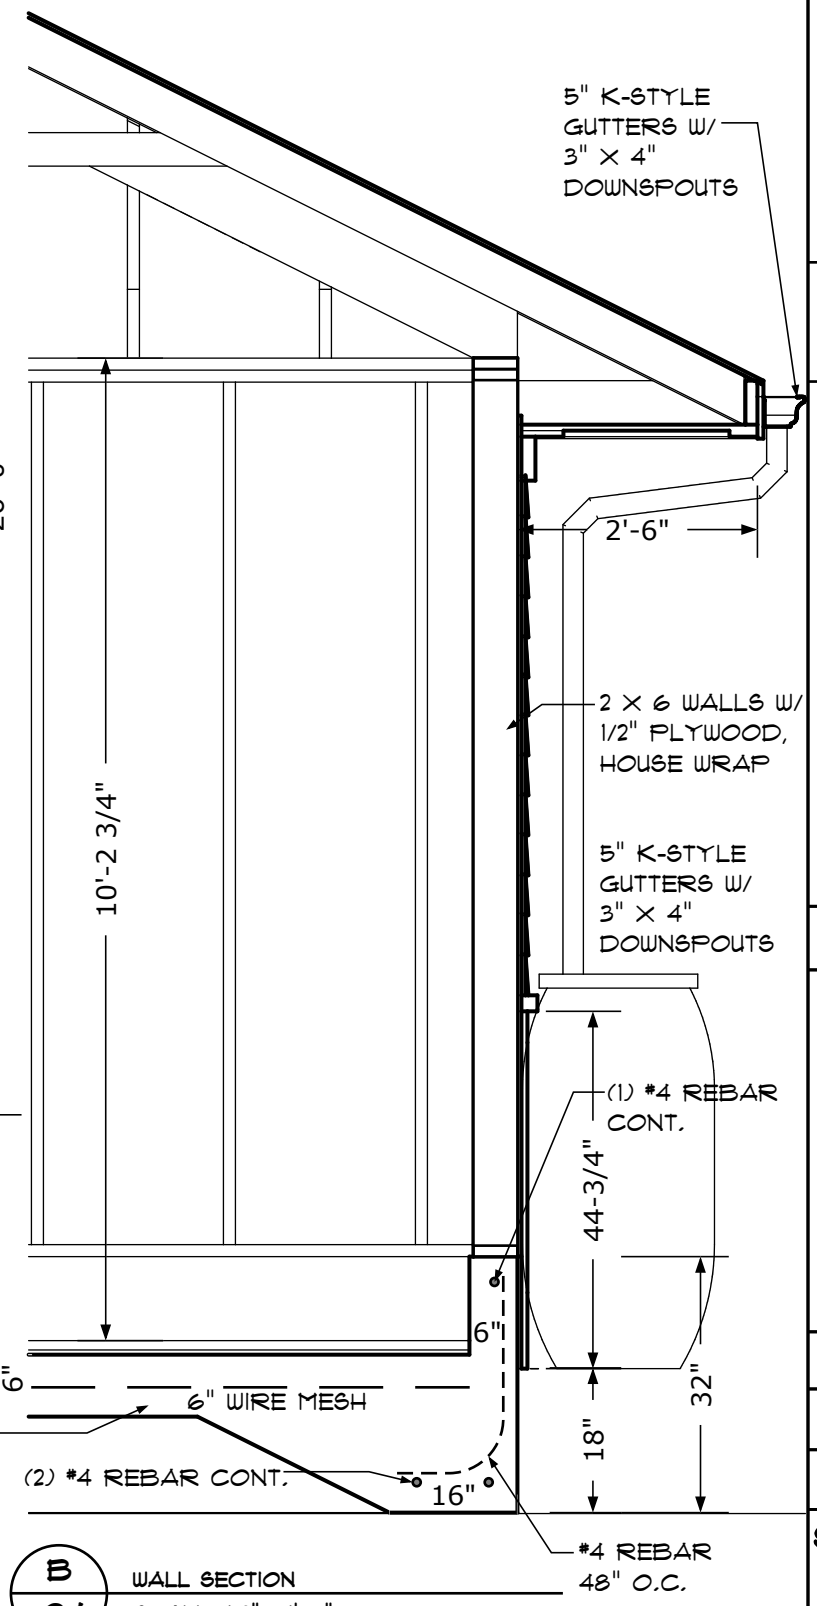 5" K-STYLE
GUTTERS W/
3" X 4"
DOWNSPOUTS
2'-6"
2 X 6 WALLS W/
1/2" PLYWOOD,
HOUSE WRAP
10'-2 3/4"
5" K-STYLE
GUTTERS W/
3" X 4"
DOWNSPOUTS
(1) #4 REBAR
CONT.
44-3/4"
6"
6"
32"
6" WIRE MESH
18"
(2) #4 REBAR CONT.
16"
#4 REBAR
48" O.C.
B
WALL SECTION